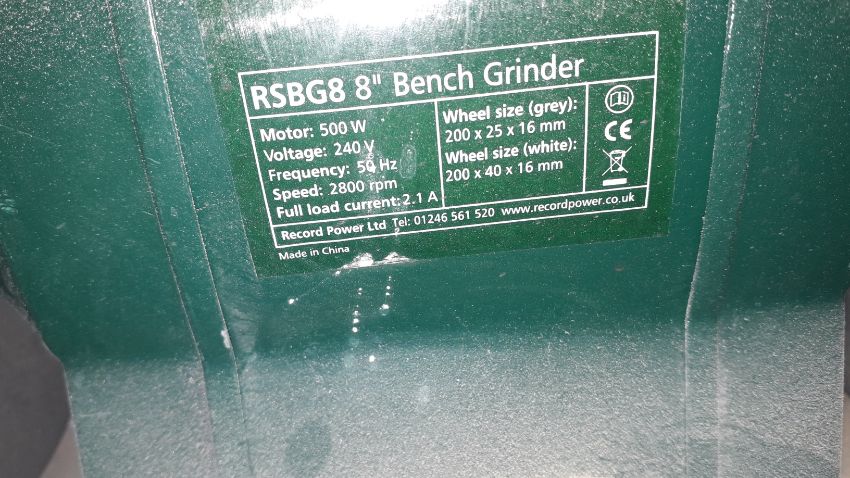 RSBG8 8" Bench Grinder
Motor: 500 W
Voltage: 240 V
Frequency: 50 Hz
Speed: 2800 rpm
Full load current: 2.1 A
Wheel size (grey):
200 x 25 x 16 mm
Wheel size (white):
200 x 40 x 16 mm
CE
Record Power Ltd Tel: 01246 561 520 www.recordpower.co.uk
Made in China